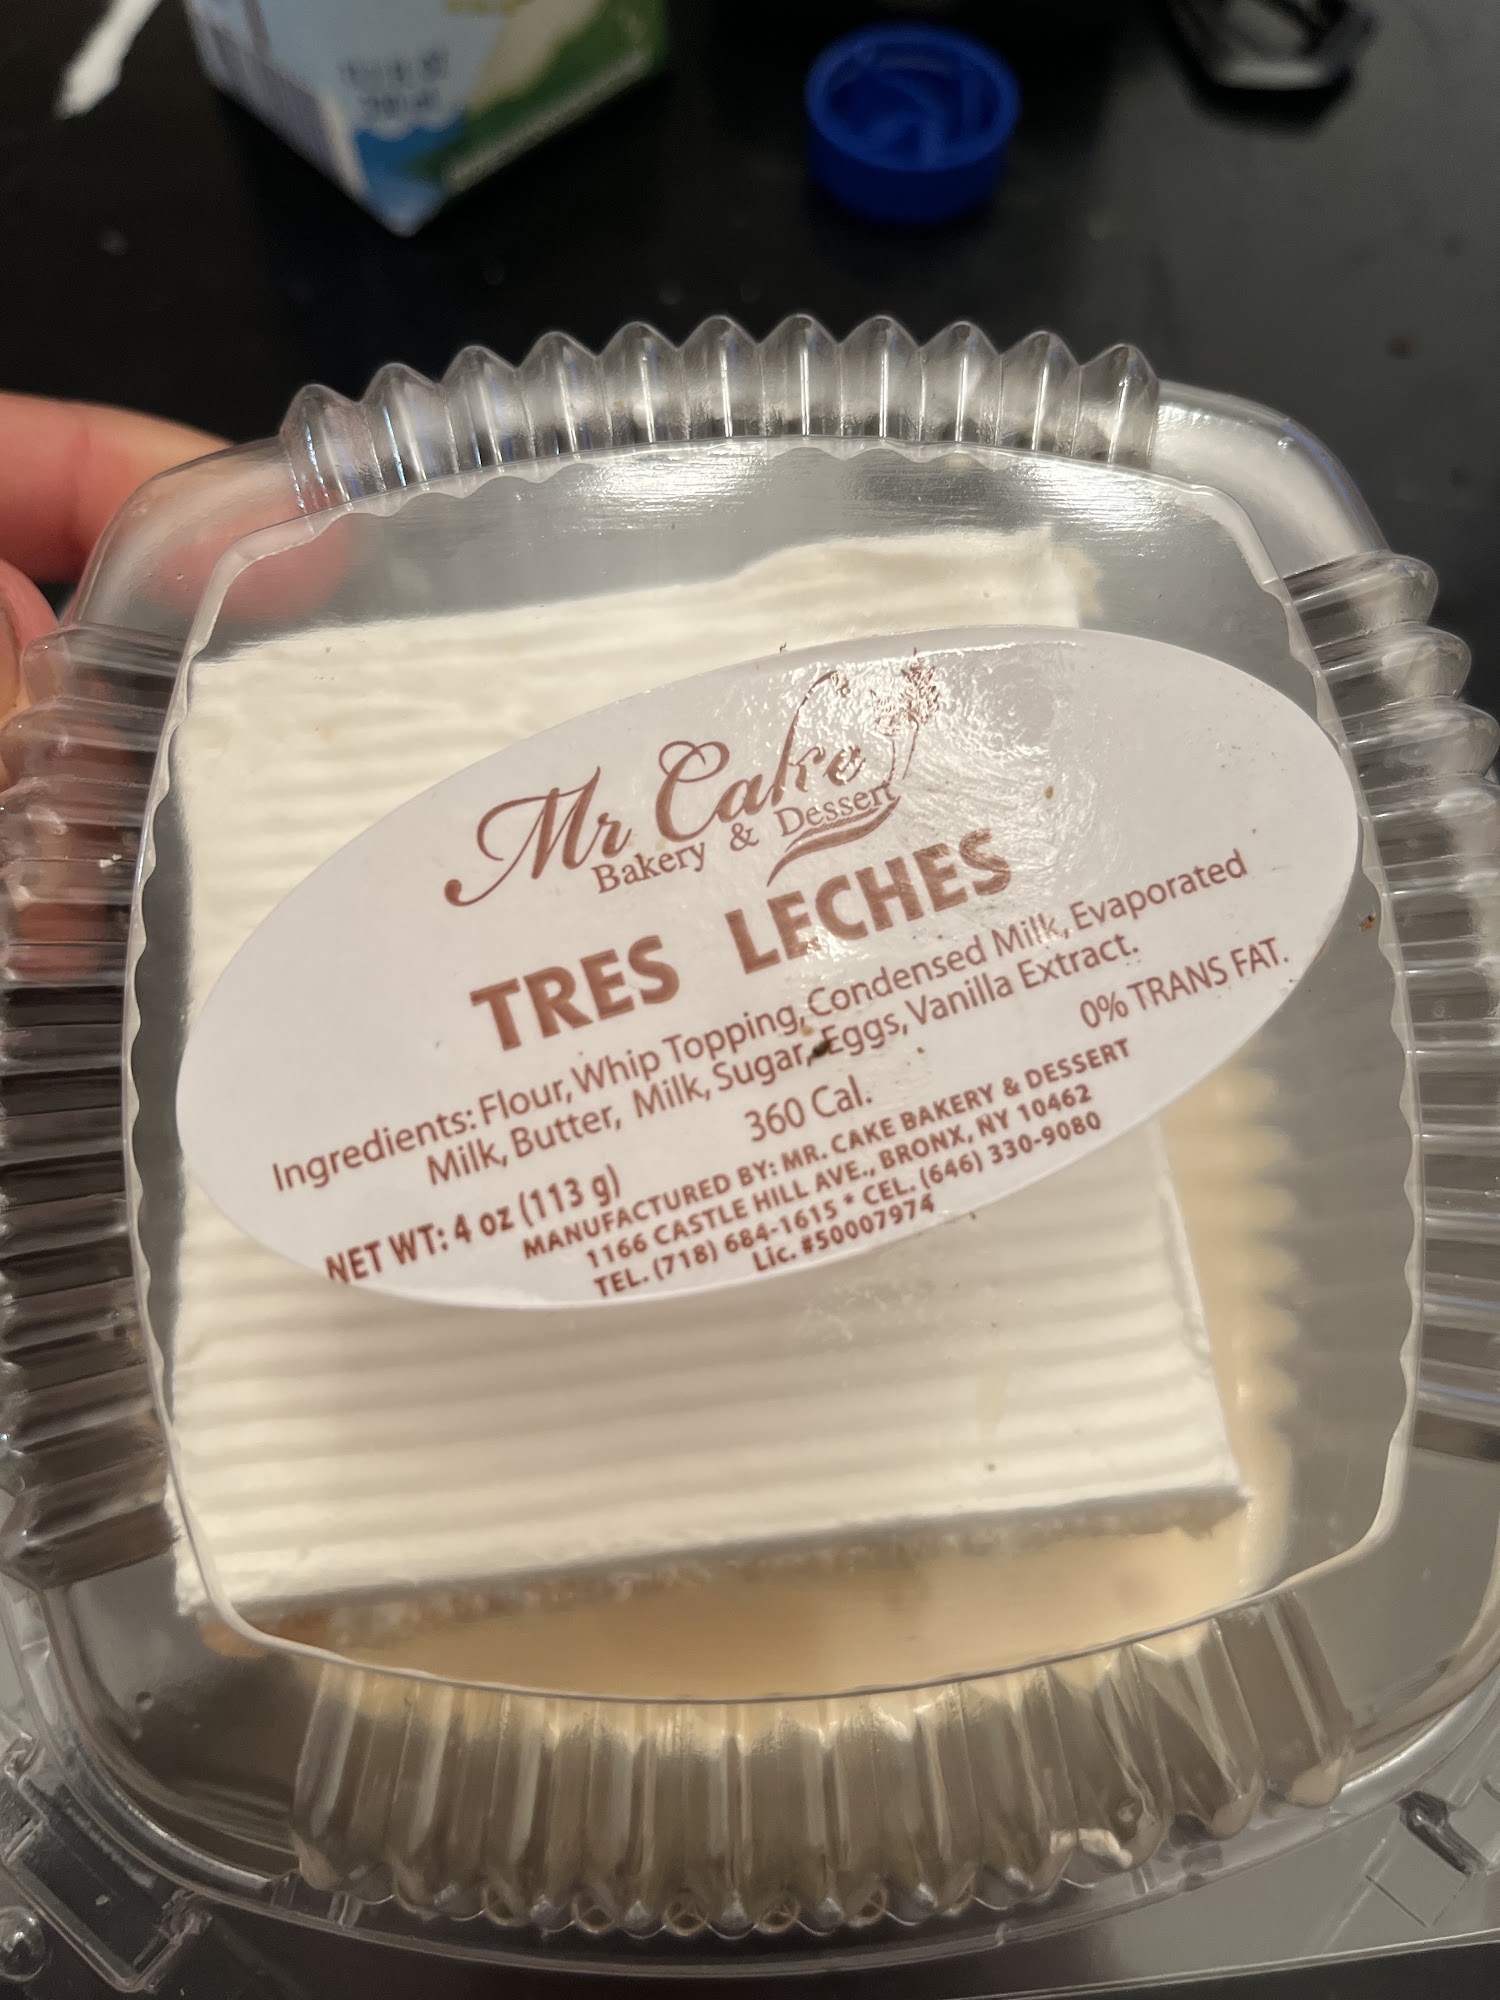 Mr Cake
Bakery & Dessert
TRES LECHES
Ingredients: Flour, Whip Topping, Condensed Milk, Evaporated
Milk, Butter, Milk, Sugar, Eggs, Vanilla Extract.
360 Cal.
0% TRANS FAT.
NET WT: 4 oz (113 g)
MANUFACTURED BY: MR. CAKE BAKERY & DESSERT
1166 CASTLE HILL AVE., BRONX, NY 10462
TEL. (718) 684-1615 * CEL. (646) 330-9080
Lic. #50007974